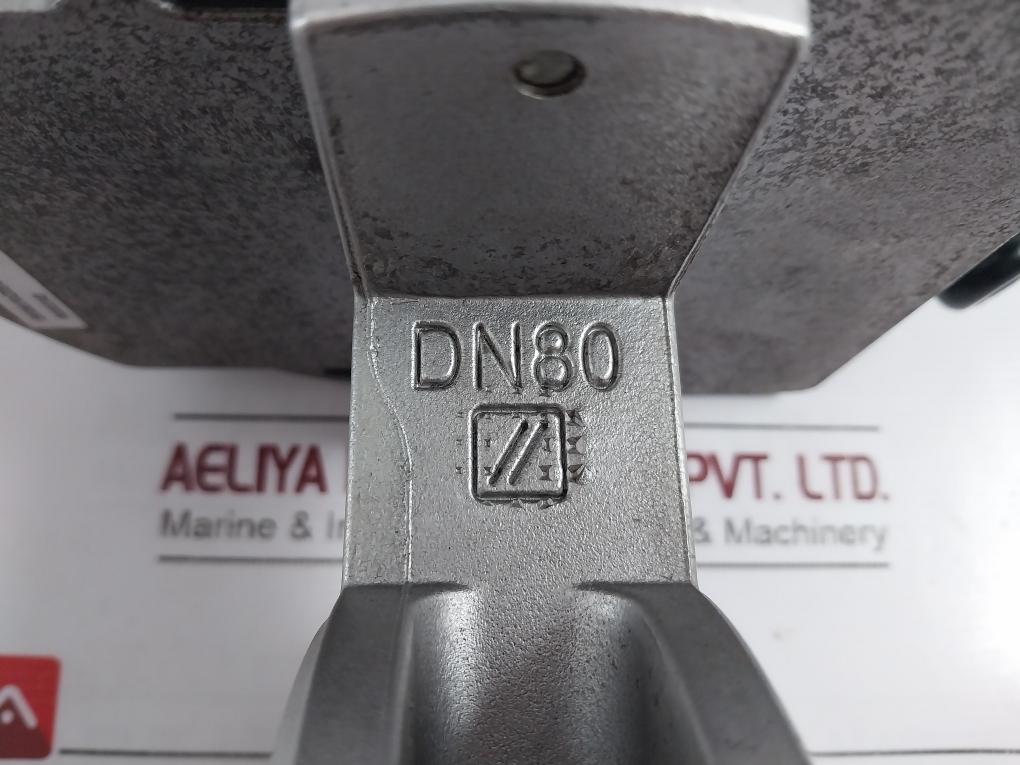 DN80
AELIYA PVT. LTD.
Marine & & Machinery